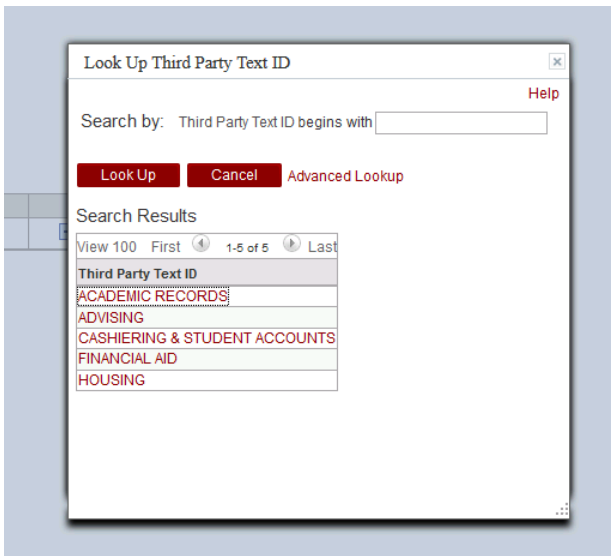 Look Up Third Party Text ID
Help
Search by: Third Party Text ID begins with
Look Up Cancel Advanced Lookup
Search Results
View 100 First 1-5 of 5 Last
Third Party Text ID
ACADEMIC RECORDS
ADVISING
CASHIERING & STUDENT ACCOUNTS
FINANCIAL AID
HOUSING